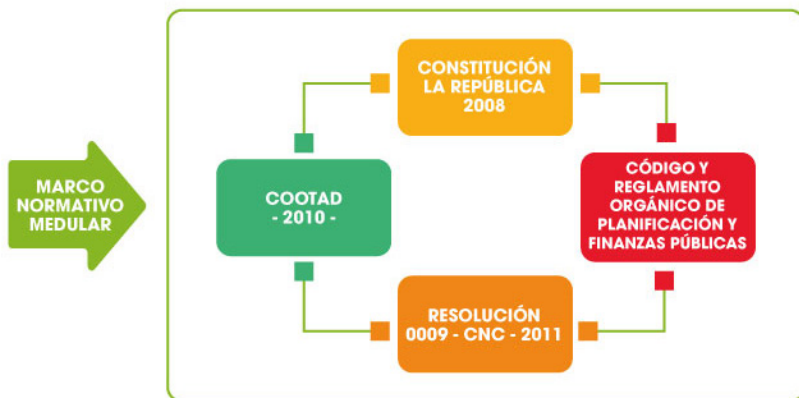 MARCO
NORMATIVO
MEDULAR
CONSTITUCIÓN
LA REPÚBLICA
2008
COOTAD
- 2010 -
CÓDIGO Y
REGLAMENTO
ORGÁNICO DE
PLANIFICACIÓN Y
FINANZAS PÚBLICAS
RESOLUCIÓN
0009 - CNC - 2011